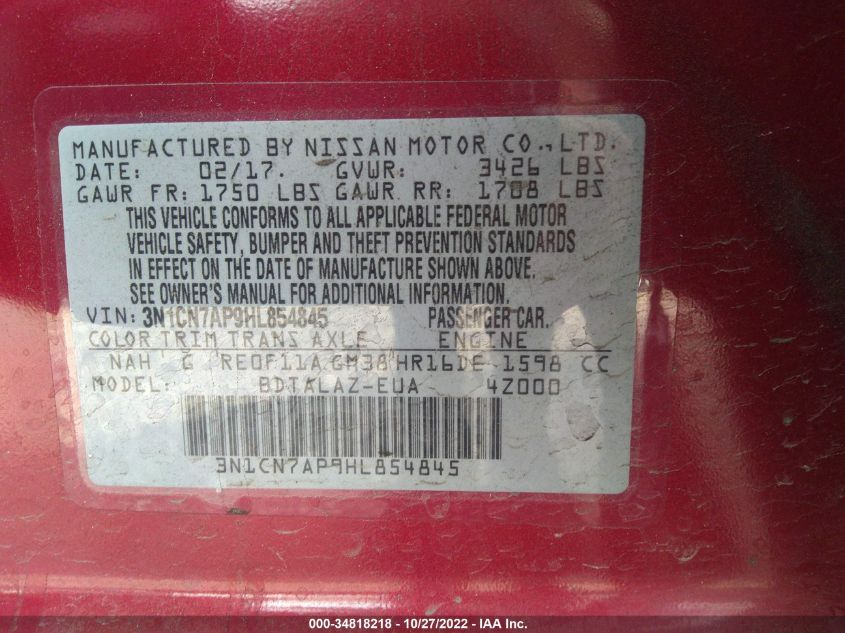 MANUFACTURED BY NISSAN MOTOR CO., LTD.
DATE: 02/17. GVWR: 3426 LBS
GAWR FR: 1750 LBS GAWR RR: 1708 LBS
THIS VEHICLE CONFORMS TO ALL APPLICABLE FEDERAL MOTOR
VEHICLE SAFETY, BUMPER AND THEFT PREVENTION STANDARDS
IN EFFECT ON THE DATE OF MANUFACTURE SHOWN ABOVE.
SEE OWNER'S MANUAL FOR ADDITIONAL INFORMATION.
VIN: 3N1CN7AP9HL854845 PASSENGER CAR.
COLOR TRIM TRANS AXLE ENGINE
NAH G RE0F11A GM38 HR16DE 1598 CC
MODEL: BDTALAZ-EUA 4Z000
3N1CN7AP9HL854845
000-34818218 - 10/27/2022 - IAA Inc.